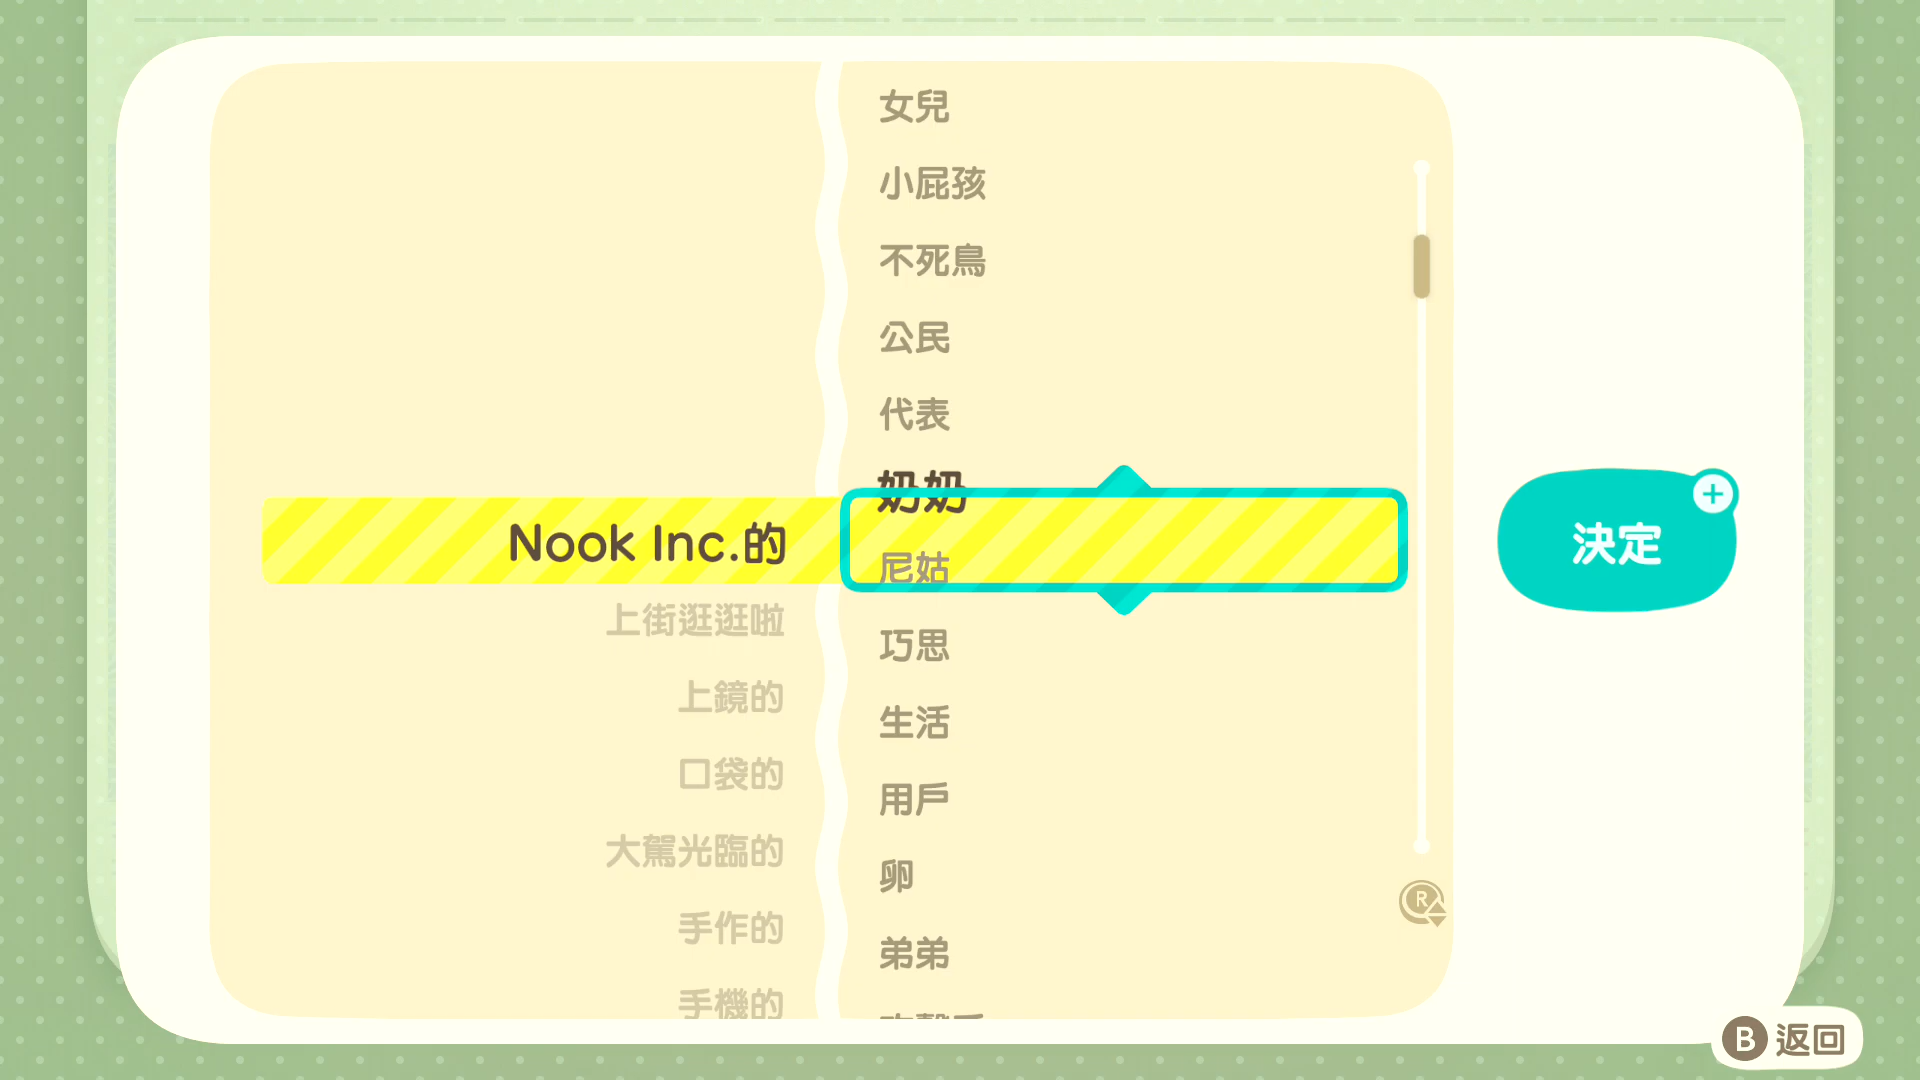 Nook Inc.的
上街逛逛啦
上鏡的
口袋的
大駕光臨的
手作的
手機的
女兒
小屁孩
不死鳥
公民
代表
奶奶
尼姑
巧思
生活
用戶
卵
弟弟
決定
R
B 返回